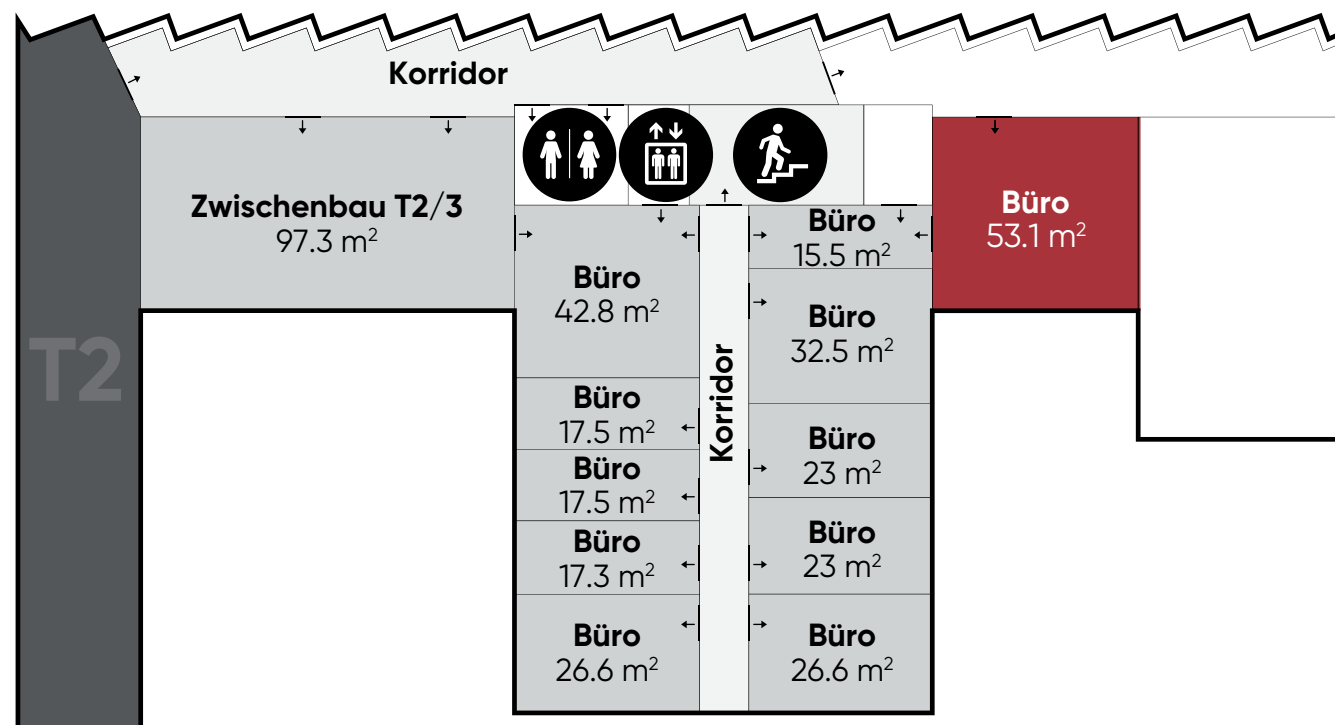 Korridor
Zwischenbau T2/3
97.3 m²
Büro
53.1 m²
T2
Büro
42.8 m²
Büro
17.5 m²
Büro
17.5 m²
Büro
17.3 m²
Büro
26.6 m²
Korridor
Büro
15.5 m²
Büro
32.5 m²
Büro
23 m²
Büro
23 m²
Büro
26.6 m²